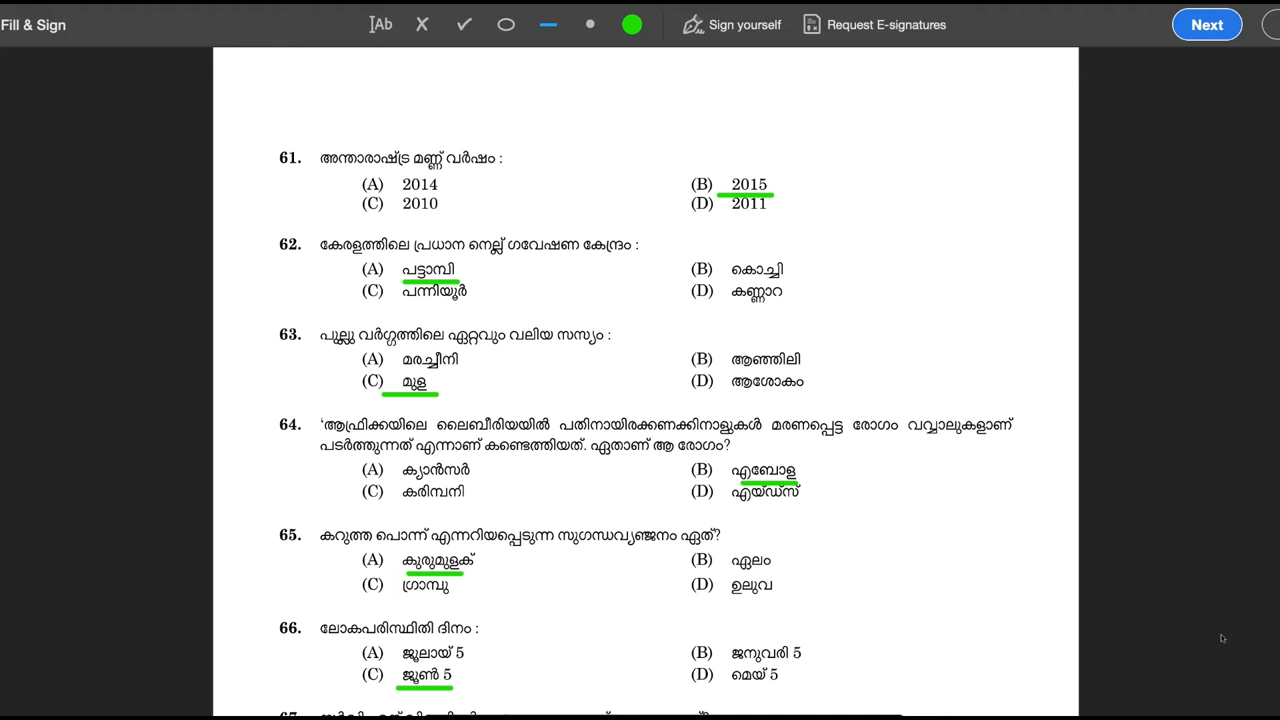 Fill & Sign
IAb
Sign yourself
Request E-signatures
Next
61. അന്താരാഷ്ട്ര മണ്ണ് വർഷം :
(A) 2014 (B) 2015
(C) 2010 (D) 2011
62. കേരളത്തിലെ പ്രധാന നെല്ല് ഗവേഷണ കേന്ദ്രം :
(A) പട്ടാമ്പി (B) കൊച്ചി
(C) പന്നിയൂർ (D) കണ്ണാറ
63. പുല്ലു വർഗ്ഗത്തിലെ ഏറ്റവും വലിയ സസ്യം :
(A) മരച്ചീനി (B) ആഞ്ഞിലി
(C) മുള (D) ആശോകം
64. ‘ആഫ്രിക്കയിലെ ലൈബീരിയയിൽ പതിനായിരക്കണക്കിനാളുകൾ മരണപ്പെട്ട രോഗം വവ്വാലുകളാണ്
പടർത്തുന്നത് എന്നാണ് കണ്ടെത്തിയത്. ഏതാണ് ആ രോഗം?
(A) ക്യാൻസർ (B) എബോള
(C) കരിമ്പനി (D) എയ്ഡ്സ്
65. കറുത്ത പൊന്ന് എന്നറിയപ്പെടുന്ന സുഗന്ധവ്യഞ്ജനം ഏത്?
(A) കുരുമുളക് (B) ഏലം
(C) ഗ്രാമ്പു (D) ഉലുവ
66. ലോകപരിസ്ഥിതി ദിനം :
(A) ജൂലായ് 5 (B) ജനുവരി 5
(C) ജൂൺ 5 (D) മെയ് 5